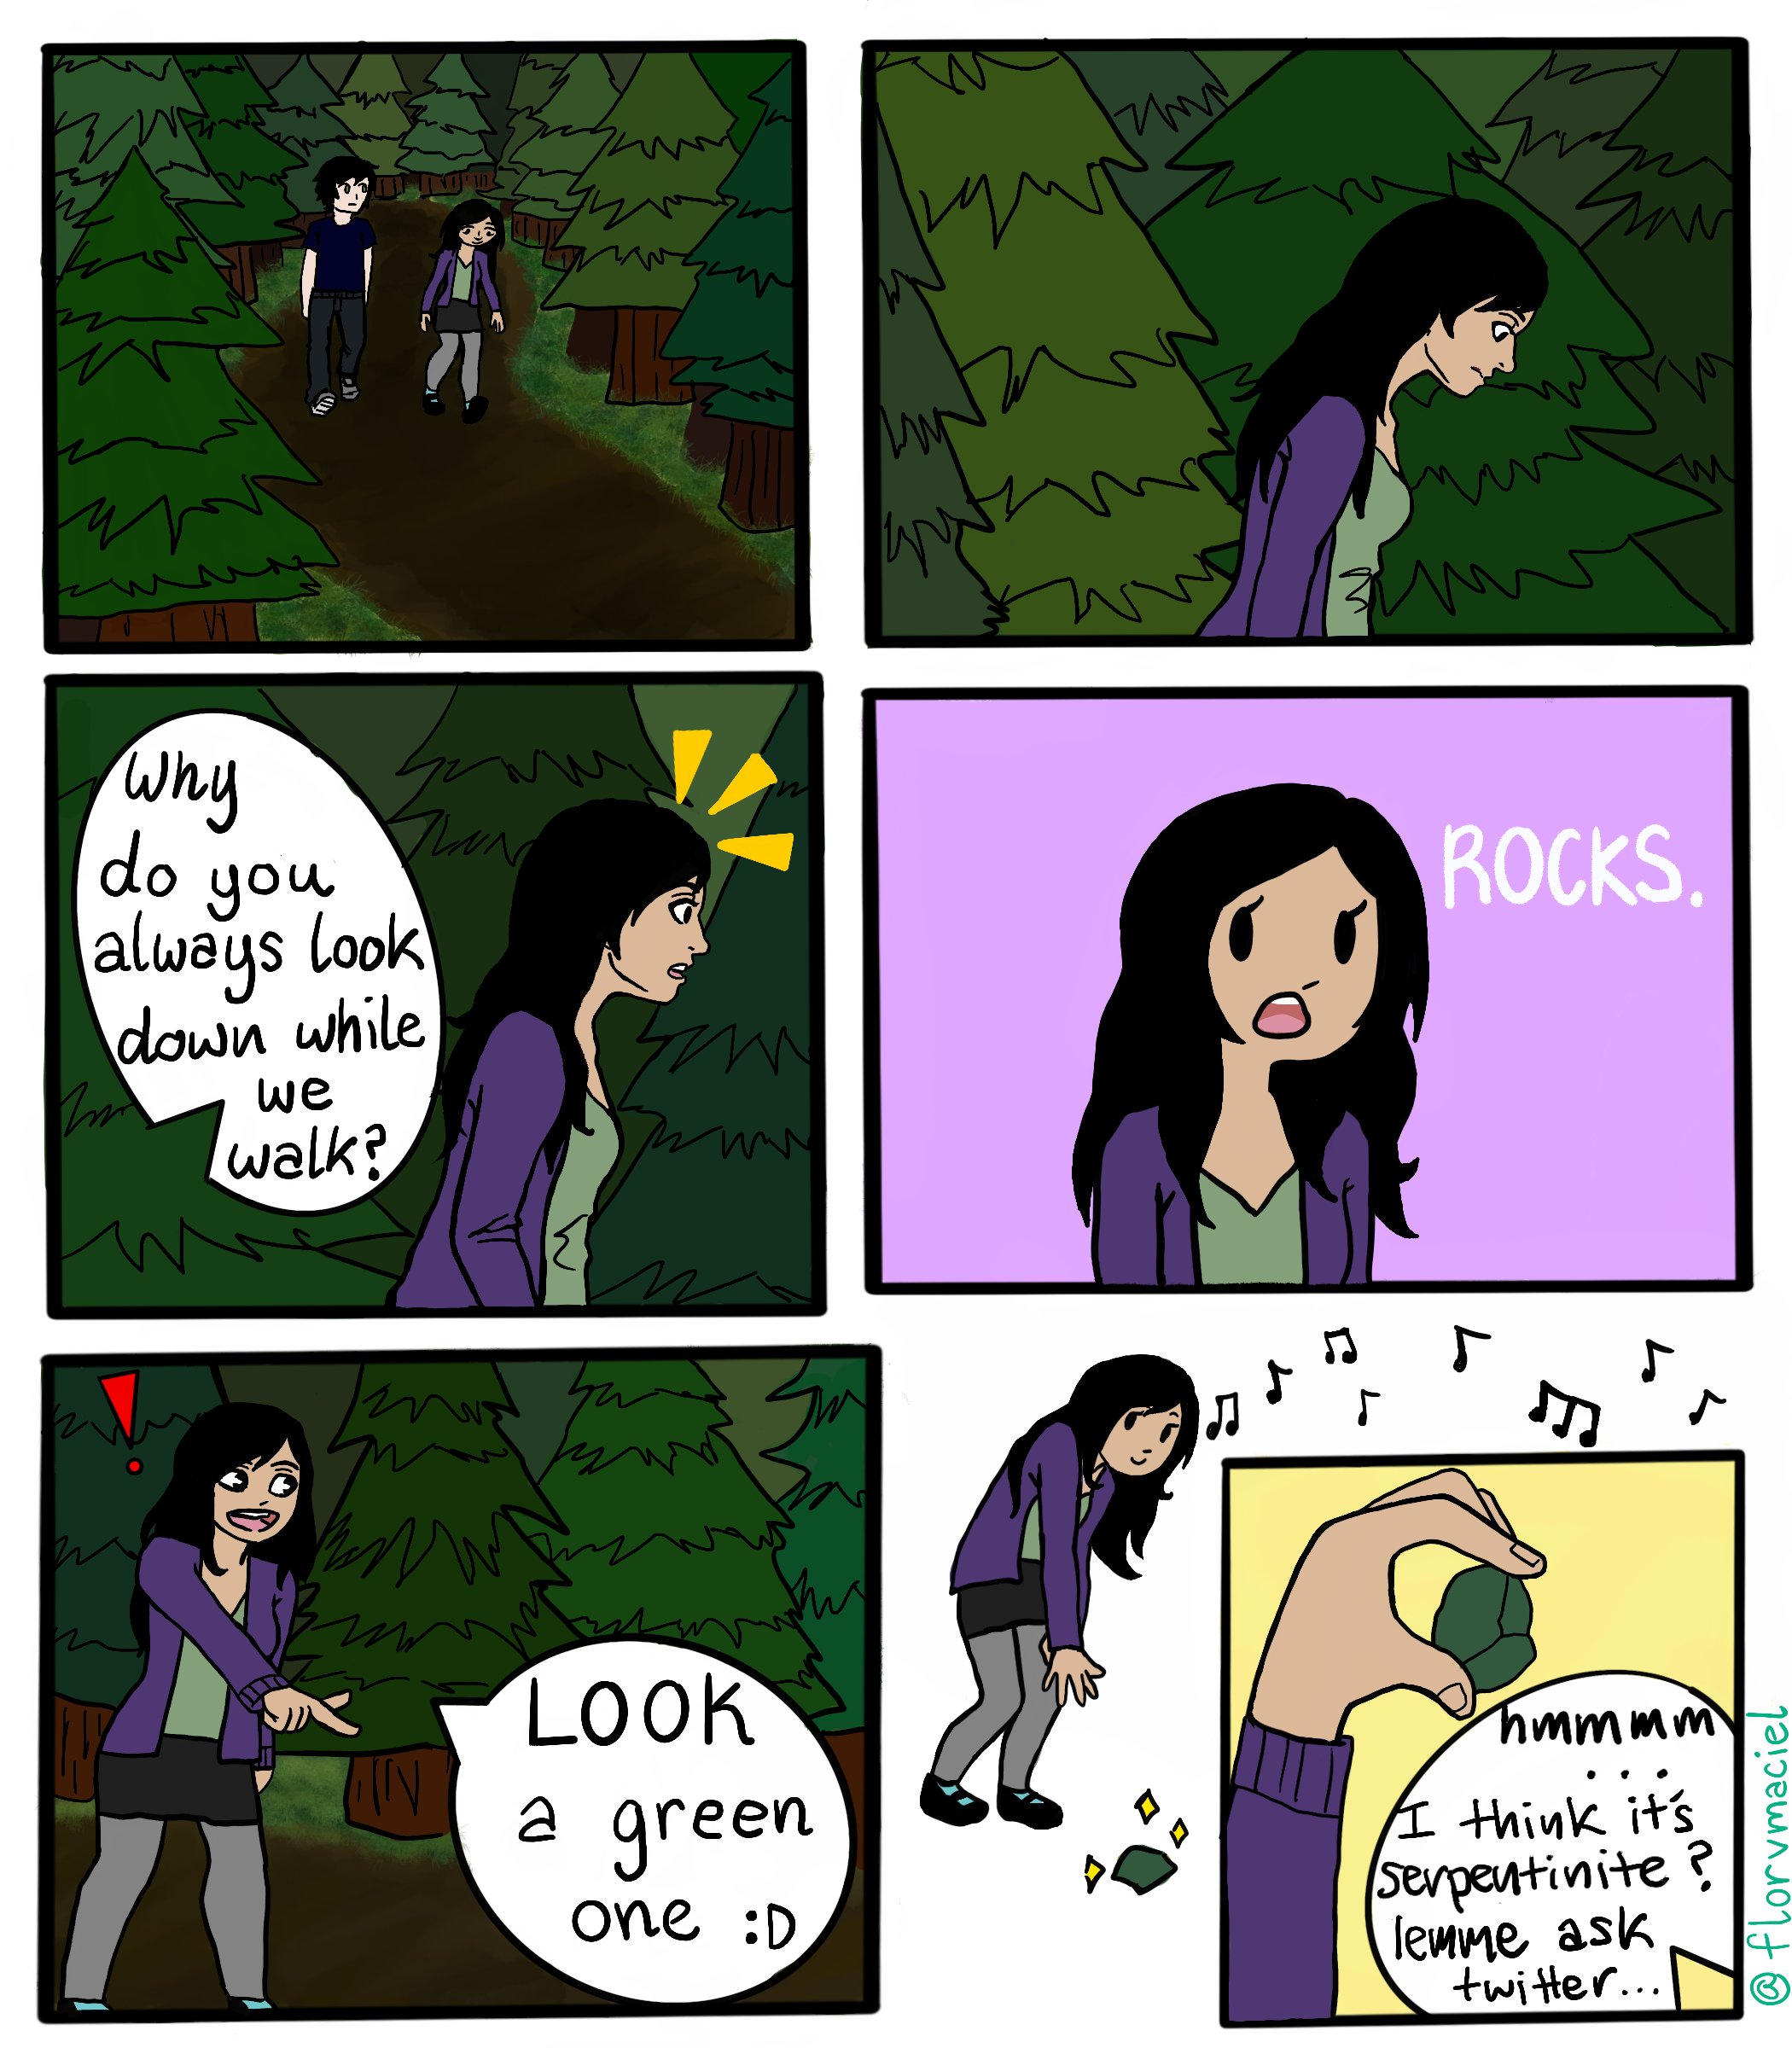 Why
do you
always look
down while
we
walk?
ROCKS.
!
LOOK
a green
one :D
hmmmm
...
I think it's
serpentinite?
lemme ask
twitter...
@florvmaciel